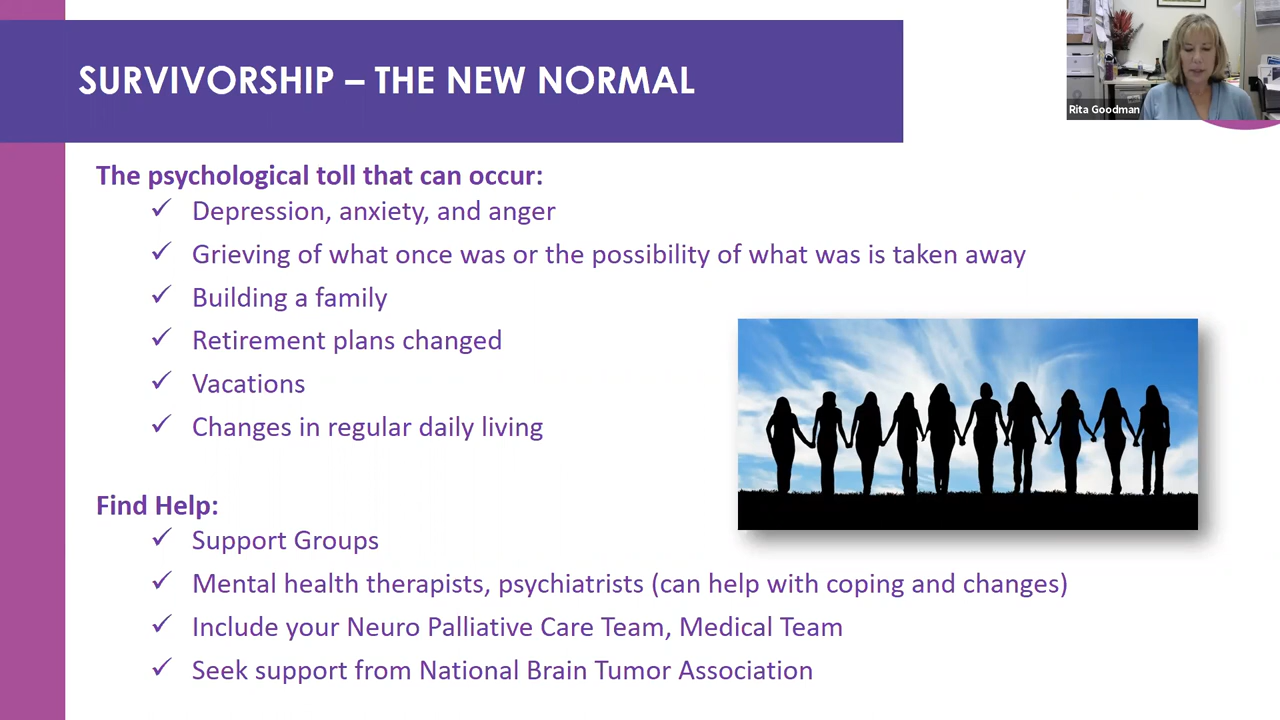 SURVIVORSHIP – THE NEW NORMAL
Rita Goodman
The psychological toll that can occur:
✓ Depression, anxiety, and anger
✓ Grieving of what once was or the possibility of what was is taken away
✓ Building a family
✓ Retirement plans changed
✓ Vacations
✓ Changes in regular daily living
Find Help:
✓ Support Groups
✓ Mental health therapists, psychiatrists (can help with coping and changes)
✓ Include your Neuro Palliative Care Team, Medical Team
✓ Seek support from National Brain Tumor Association